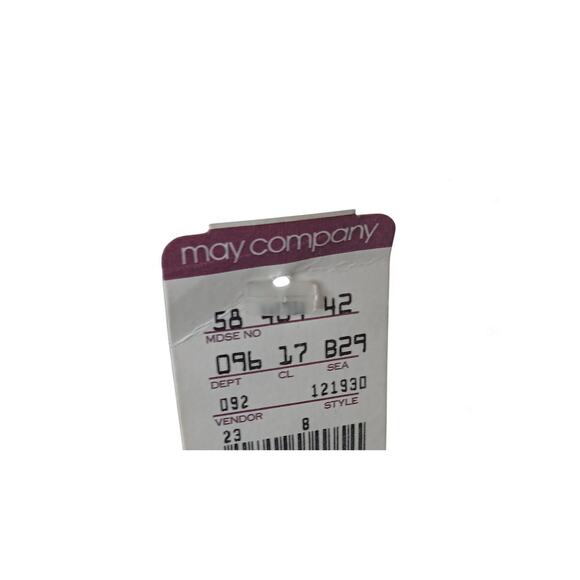 may company
58 42
MDSE NO
096 17 B29
DEPT CL SEA
092 121930
VENDOR STYLE
23 8